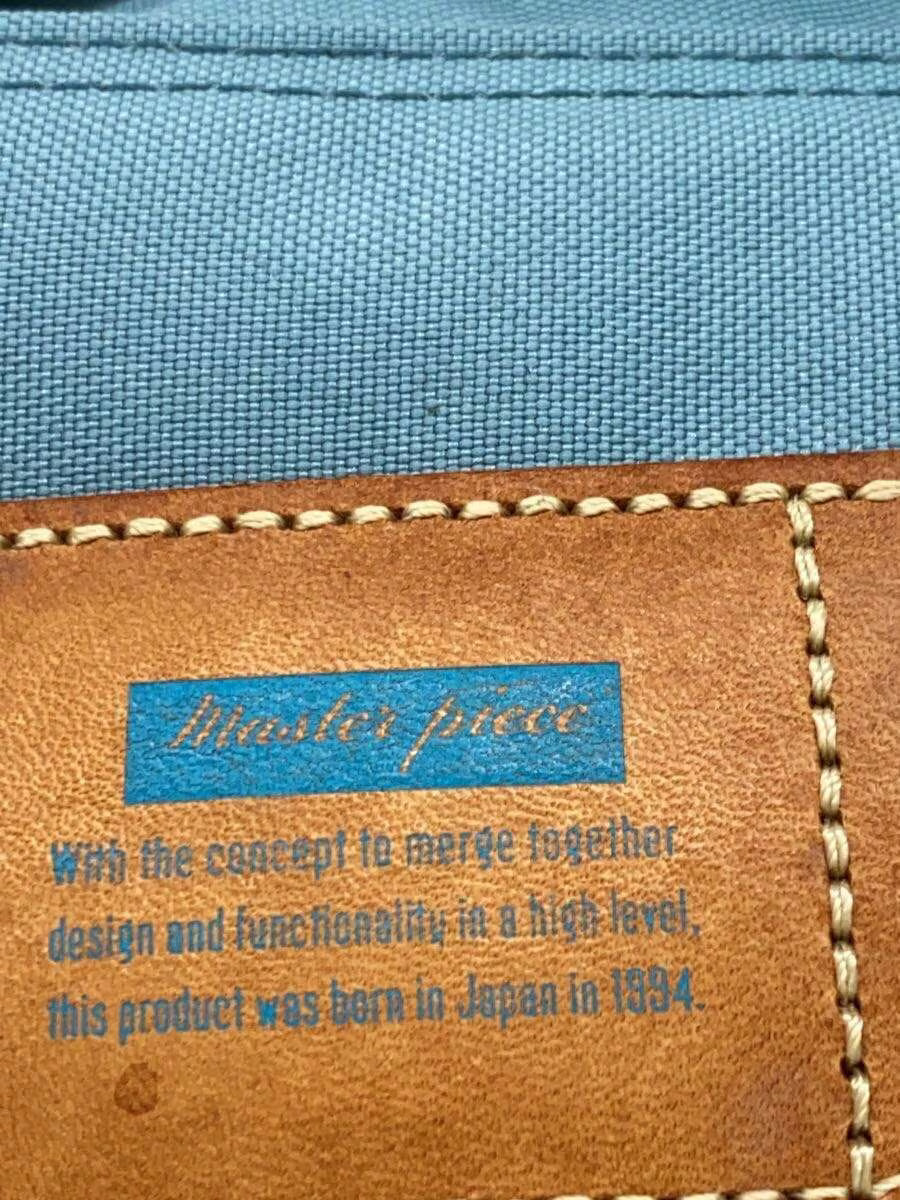 Master piece
With the concept to merge together
design and functionality in a high level,
this product was born in Japan in 1994.